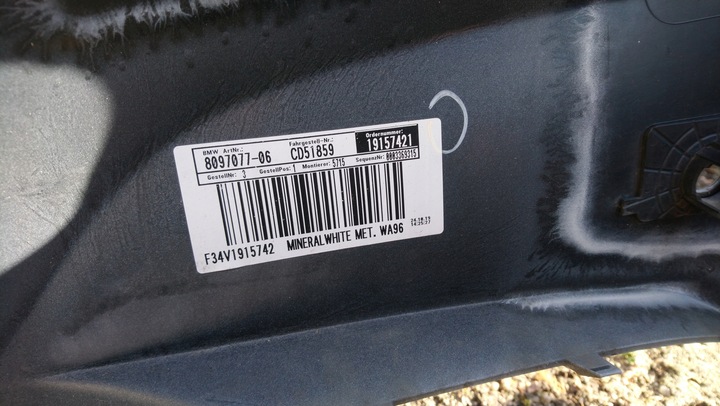 BMW ArtNr.: Fahrgestell-Nr.: Ordernummer:
8097077-06 CD51859 19157421
GestellNr: 3 GestellPos: 1 Montieror: 5715 SequenzNr:
F34V1915742 MINERALWHITE MET. WA96